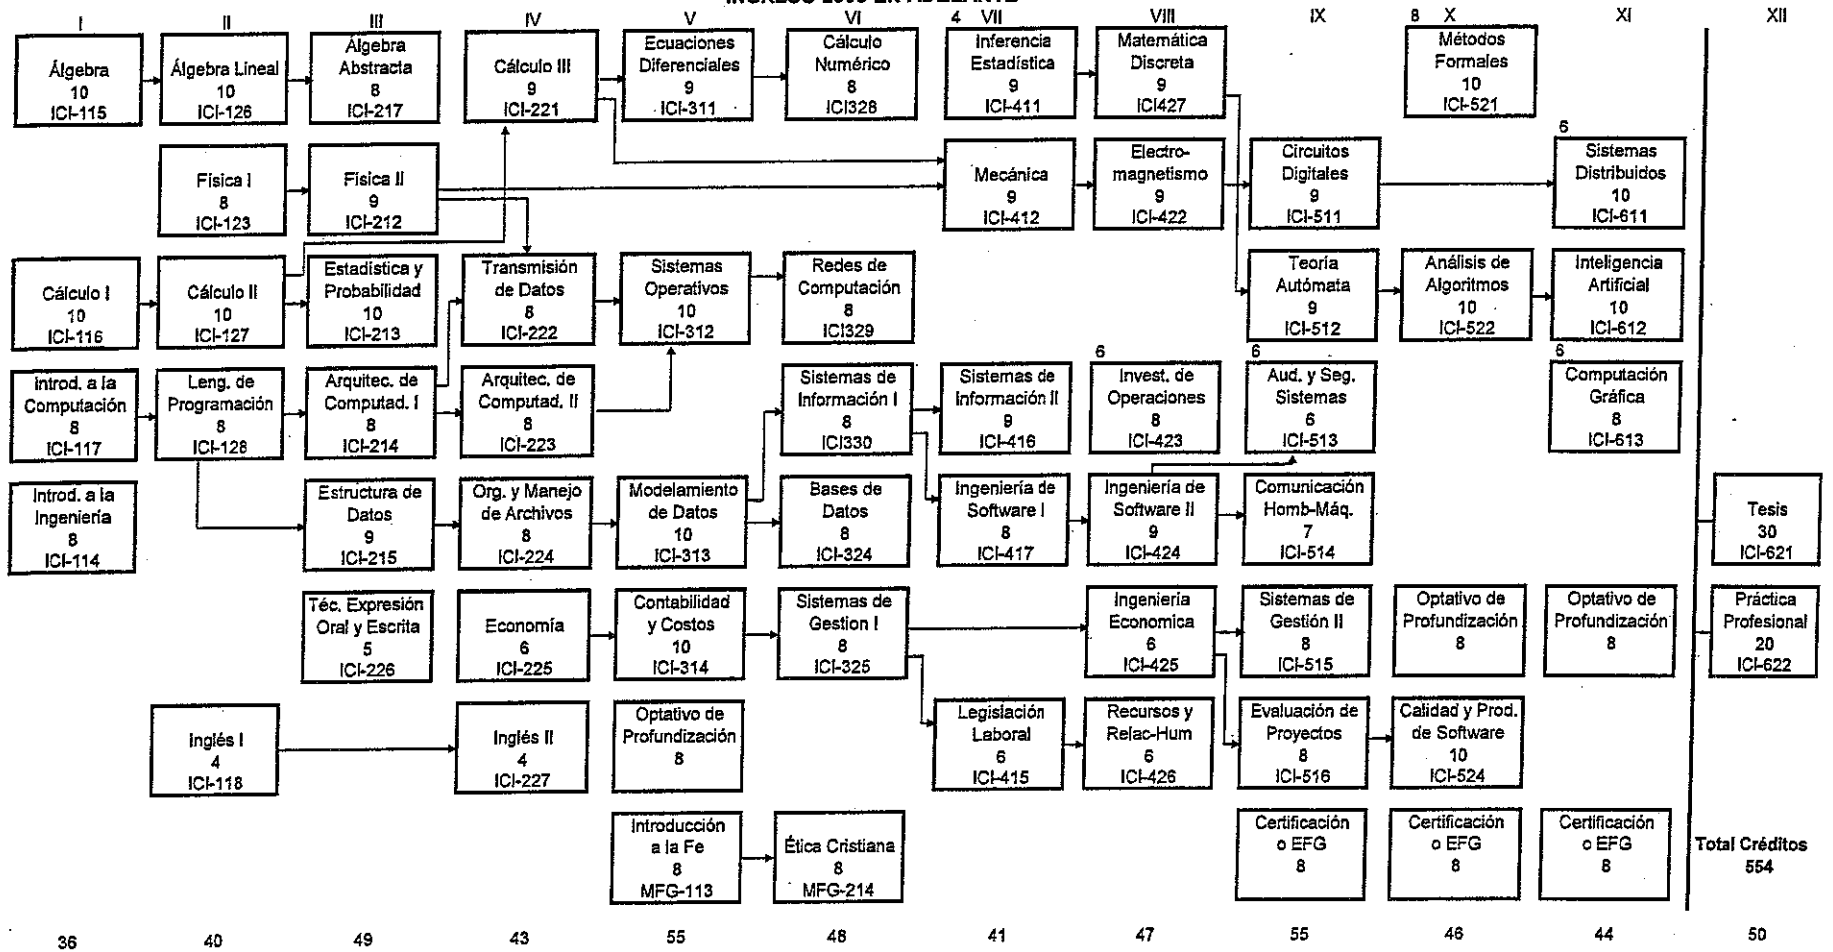 INGRESO 2003 EN ADELANTE
I
II
III
IV
V
VI
4 VII
VIII
IX
8 X
XI
XII
Álgebra
10
ICI-115
Álgebra Lineal
10
ICI-126
Algebra
Abstracta
8
ICI-217
Cálculo III
9
ICI-221
Ecuaciones
Diferenciales
9
ICI-311
Cálculo
Numérico
8
ICI328
Inferencia
Estadística
9
ICI-411
Matemática
Discreta
9
ICI427
Métodos
Formales
10
ICI-521
Física I
8
ICI-123
Física II
9
ICI-212
Mecánica
9
ICI-412
Electro-
magnetismo
9
ICI-422
Circuitos
Digitales
9
ICI-511
6
Sistemas
Distribuidos
10
ICI-611
Cálculo I
10
ICI-116
Cálculo II
10
ICI-127
Estadística y
Probabilidad
10
ICI-213
Transmisión
de Datos
8
ICI-222
Sistemas
Operativos
10
ICI-312
Redes de
Computación
8
ICI329
Teoría
Autómata
9
ICI-512
Análisis de
Algoritmos
10
ICI-522
Inteligencia
Artificial
10
ICI-612
Introd. a la
Computación
8
ICI-117
Leng. de
Programación
8
ICI-128
Arquitec. de
Computad. I
8
ICI-214
Arquitec. de
Computad. II
8
ICI-223
Sistemas de
Información I
8
ICI330
Sistemas de
Información II
9
ICI-416
6
Invest. de
Operaciones
8
ICI-423
6
Aud. y Seg.
Sistemas
6
ICI-513
6
Computación
Gráfica
8
ICI-613
Introd. a la
Ingeniería
8
ICI-114
Estructura de
Datos
9
ICI-215
Org. y Manejo
de Archivos
8
ICI-224
Modelamiento
de Datos
10
ICI-313
Bases de
Datos
8
ICI-324
Ingeniería de
Software I
8
ICI-417
Ingeniería de
Software II
9
ICI-424
Comunicación
Homb-Máq.
7
ICI-514
Tesis
30
ICI-621
Téc. Expresión
Oral y Escrita
5
ICI-226
Economía
6
ICI-225
Contabilidad
y Costos
10
ICI-314
Sistemas de
Gestion I
8
ICI-325
Ingeniería
Economica
6
ICI-425
Sistemas de
Gestión II
8
ICI-515
Optativo de
Profundización
8
Optativo de
Profundización
8
Práctica
Profesional
20
ICI-622
Inglés I
4
ICI-118
Inglés II
4
ICI-227
Optativo de
Profundización
8
Legislación
Laboral
6
ICI-415
Recursos y
Relac-Hum
6
ICI-426
Evaluación de
Proyectos
8
ICI-516
Calidad y Prod.
de Software
10
ICI-524
Introducción
a la Fe
8
MFG-113
Ética Cristiana
8
MFG-214
Certificación
o EFG
8
Certificación
o EFG
8
Certificación
o EFG
8
Total Créditos
554
36
40
49
43
55
48
41
47
55
46
44
50